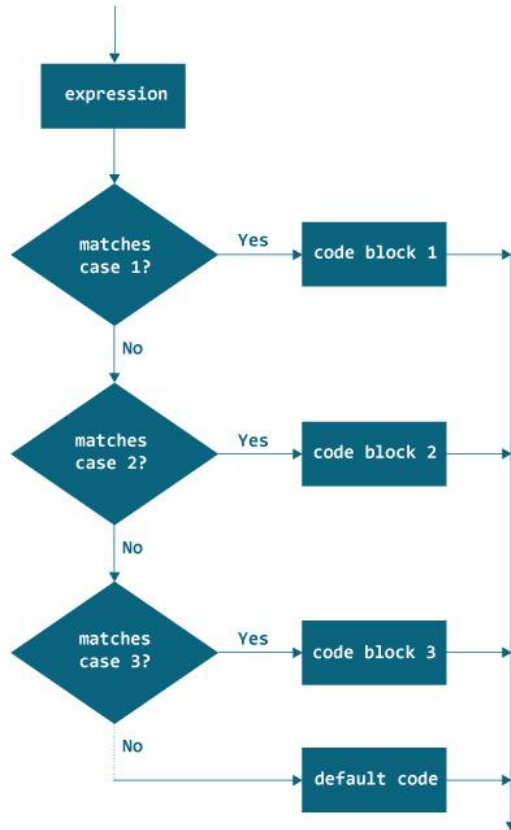 expression
matches
case 1?
Yes
code block 1
No
matches
case 2?
Yes
code block 2
No
matches
case 3?
Yes
code block 3
No
default code